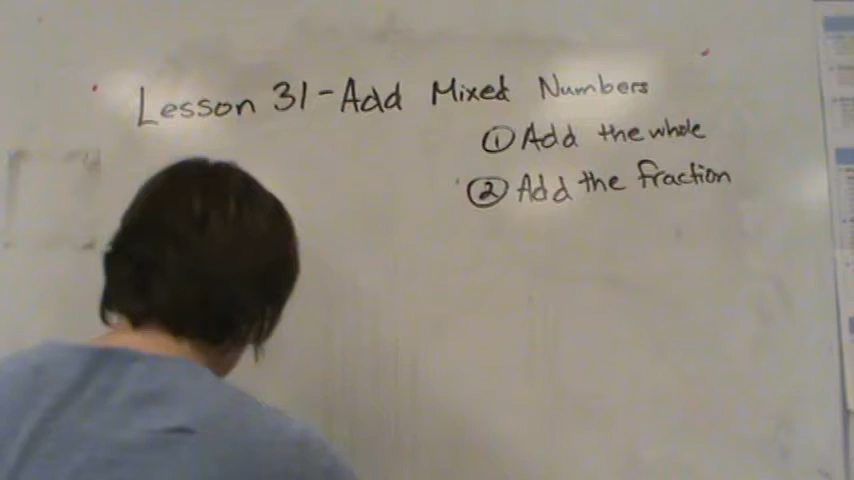 Lesson 31-Add Mixed Numbers
① Add the whole
② Add the fraction